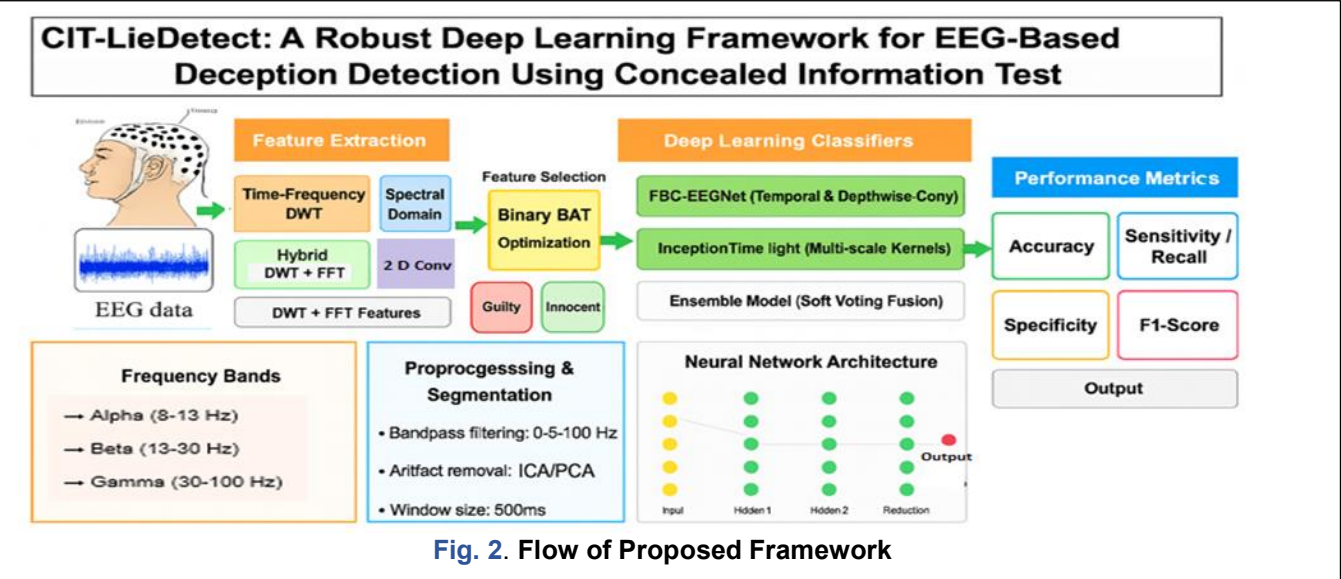 CIT-LieDetect: A Robust Deep Learning Framework for EEG-Based
Deception Detection Using Concealed Information Test
EEG data
Feature Extraction
Time-Frequency
DWT
Spectral
Domain
Hybrid
DWT + FFT
2 D Conv
DWT + FFT Features
Feature Selection
Binary BAT
Optimization
Guilty
Innocent
Deep Learning Classifiers
FBC-EEGNet (Temporal & Depthwise-Cony)
InceptionTime light (Multi-scale Kernels)
Ensemble Model (Soft Voting Fusion)
Performance Metrics
Accuracy
Sensitivity /
Recall
Specificity
F1-Score
Output
Frequency Bands
→ Alpha (8-13 Hz)
→ Beta (13-30 Hz)
→ Gamma (30-100 Hz)
Proprocgesssing &
Segmentation
• Bandpass filtering: 0-5-100 Hz
• Aritfact removal: ICA/PCA
• Window size: 500ms
Neural Network Architecture
Output
Input
Hdden 1
Hdden 2
Reduction
Fig. 2. Flow of Proposed Framework